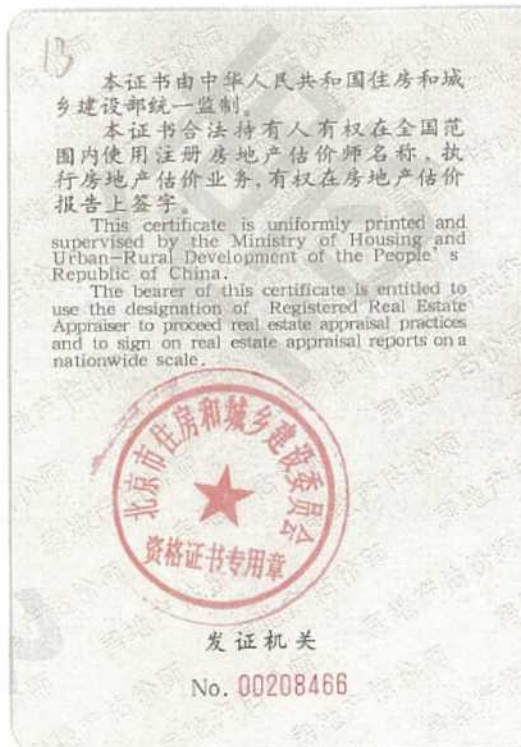 13
本证书由中华人民共和国住房和城
乡建设部统一监制。
本证书合法持有人有权在全国范
围内使用注册房地产估价师名称,执
行房地产估价业务,有权在房地产估价
报告上签字。
This certificate is uniformly printed and
supervised by the Ministry of Housing and
Urban-Rural Development of the People's
Republic of China.
The bearer of this certificate is entitled to
use the designation of Registered Real Estate
Appraiser to proceed real estate appraisal practices
and to sign on real estate appraisal reports on a
nationwide scale.
北京市住房和城乡建设委员会
资格证书专用章
发证机关
No. 00208466